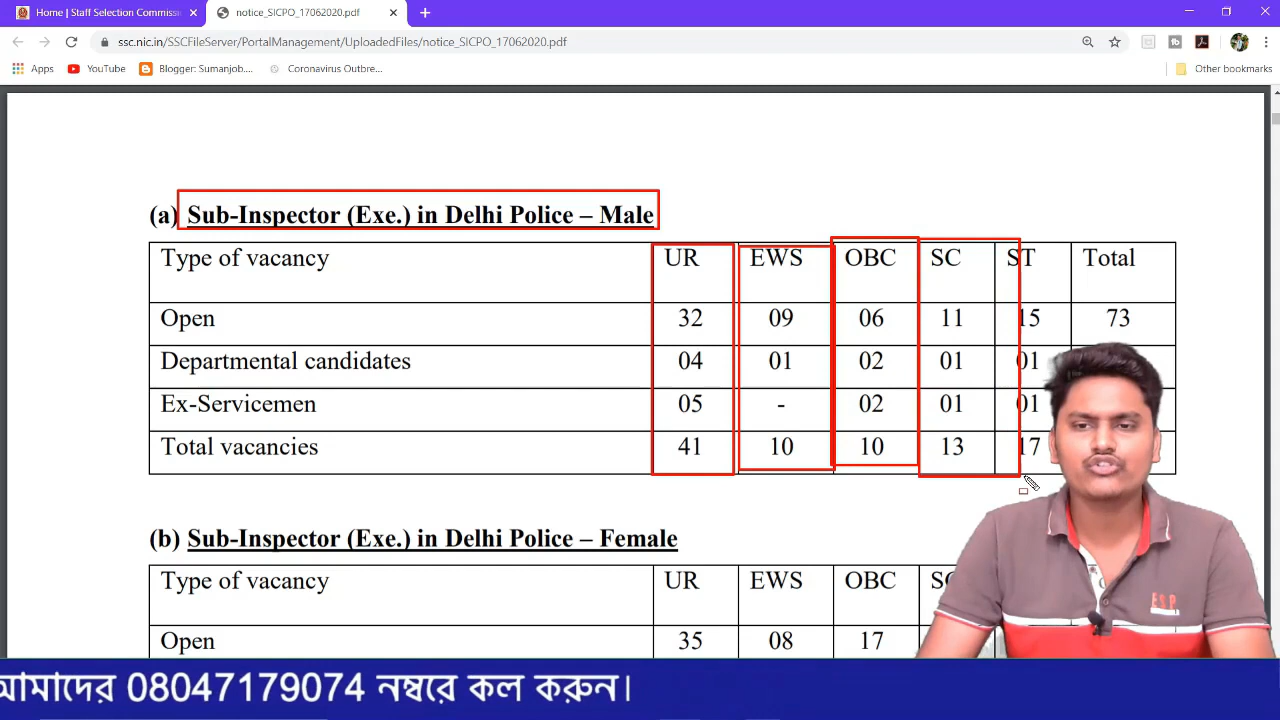 Home | Staff Selection Commissi
notice_SICPO_17062020.pdf
ssc.nic.in/SSCFileServer/PortalManagement/UploadedFiles/notice_SICPO_17062020.pdf
Apps YouTube Blogger: Sumanjob.... Coronavirus Outbre... Other bookmarks
(a) Sub-Inspector (Exe.) in Delhi Police – Male
Type of vacancy UR EWS OBC SC ST Total
Open 32 09 06 11 15 73
Departmental candidates 04 01 02 01 01
Ex-Servicemen 05 - 02 01 01
Total vacancies 41 10 10 13 17
(b) Sub-Inspector (Exe.) in Delhi Police – Female
Type of vacancy UR EWS OBC
Open 35 08 17
ESP
আমাদের 08047179074 নম্বরে কল করুন।